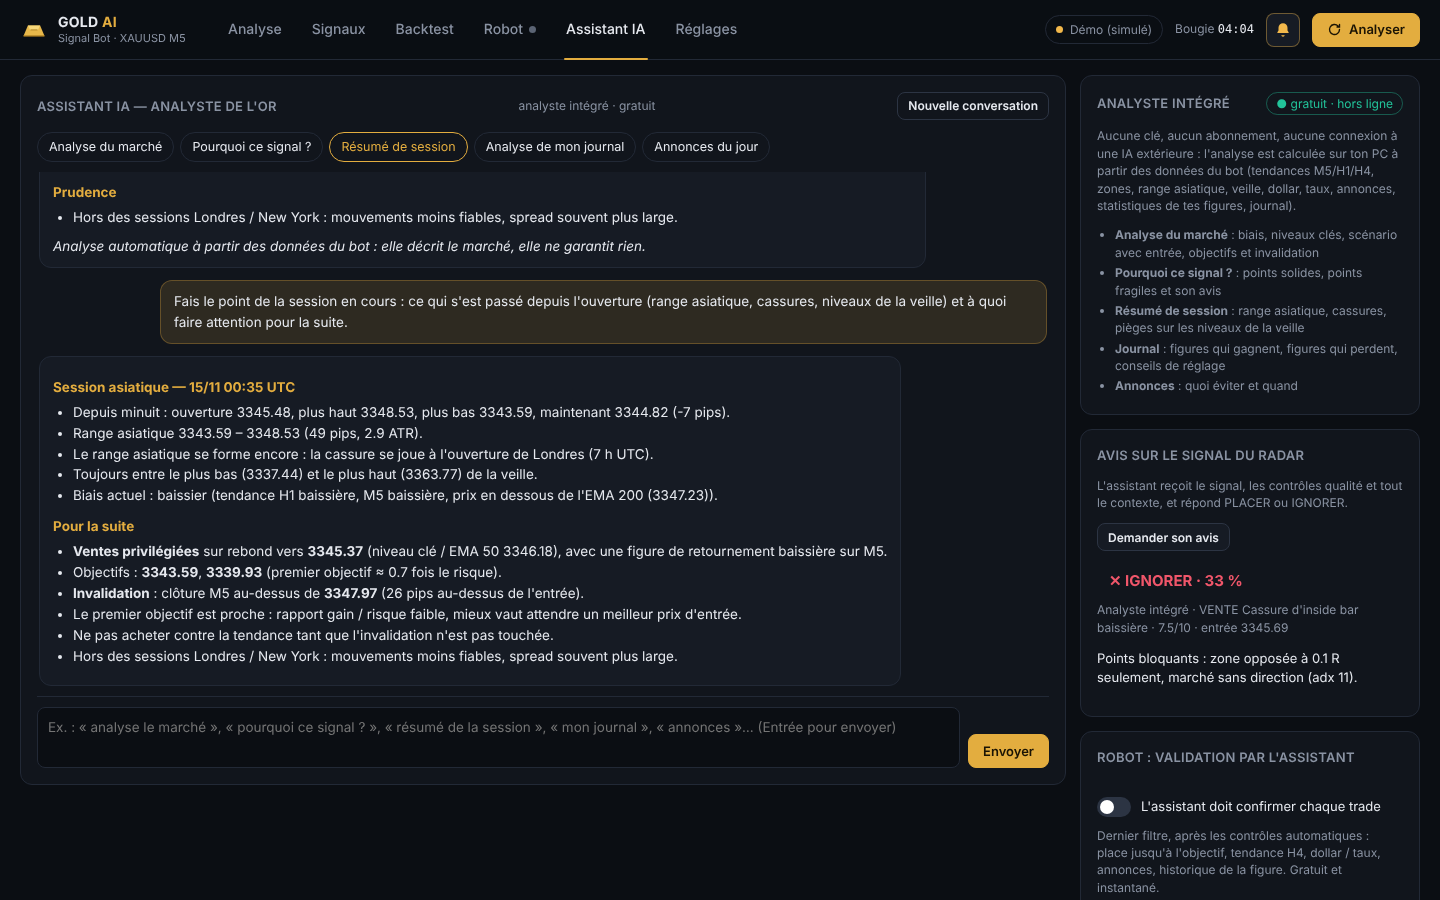 GOLD AI
Signal Bot · XAUUSD M5
Analyse
Signaux
Backtest
Robot
Assistant IA
Réglages
Démo (simulé)
Bougie 04:04
Analyser
ASSISTANT IA — ANALYSTE DE L'OR
analyste intégré · gratuit
Nouvelle conversation
Analyse du marché
Pourquoi ce signal ?
Résumé de session
Analyse de mon journal
Annonces du jour
Prudence
• Hors des sessions Londres / New York : mouvements moins fiables, spread souvent plus large.
Analyse automatique à partir des données du bot : elle décrit le marché, elle ne garantit rien.
Fais le point de la session en cours : ce qui s'est passé depuis l'ouverture (range asiatique, cassures, niveaux de la veille) et à quoi
faire attention pour la suite.
Session asiatique — 15/11 00:35 UTC
• Depuis minuit : ouverture 3345.48, plus haut 3348.53, plus bas 3343.59, maintenant 3344.82 (-7 pips).
• Range asiatique 3343.59 – 3348.53 (49 pips, 2.9 ATR).
• Le range asiatique se forme encore : la cassure se joue à l'ouverture de Londres (7 h UTC).
• Toujours entre le plus bas (3337.44) et le plus haut (3363.77) de la veille.
• Biais actuel : baissier (tendance H1 baissière, M5 baissière, prix en dessous de l'EMA 200 (3347.23)).
Pour la suite
• Ventes privilégiées sur rebond vers 3345.37 (niveau clé / EMA 50 3346.18), avec une figure de retournement baissière sur M5.
• Objectifs : 3343.59, 3339.93 (premier objectif ≈ 0.7 fois le risque).
• Invalidation : clôture M5 au-dessus de 3347.97 (26 pips au-dessus de l'entrée).
• Le premier objectif est proche : rapport gain / risque faible, mieux vaut attendre un meilleur prix d'entrée.
• Ne pas acheter contre la tendance tant que l'invalidation n'est pas touchée.
• Hors des sessions Londres / New York : mouvements moins fiables, spread souvent plus large.
Ex. : « analyse le marché », « pourquoi ce signal ? », « résumé de la session », « mon journal », « annonces »... (Entrée pour envoyer)
Envoyer
ANALYSTE INTÉGRÉ
gratuit · hors ligne
Aucune clé, aucun abonnement, aucune connexion à
une IA extérieure : l'analyse est calculée sur ton PC à
partir des données du bot (tendances M5/H1/H4,
zones, range asiatique, veille, dollar, taux, annonces,
statistiques de tes figures, journal).
• Analyse du marché : biais, niveaux clés, scénario
avec entrée, objectifs et invalidation
• Pourquoi ce signal ? : points solides, points
fragiles et son avis
• Résumé de session : range asiatique, cassures,
pièges sur les niveaux de la veille
• Journal : figures qui gagnent, figures qui perdent,
conseils de réglage
• Annonces : quoi éviter et quand
AVIS SUR LE SIGNAL DU RADAR
L'assistant reçoit le signal, les contrôles qualité et tout
le contexte, et répond PLACER ou IGNORER.
Demander son avis
✕ IGNORER · 33 %
Analyste intégré · VENTE Cassure d'inside bar
baissière · 7.5/10 · entrée 3345.69
Points bloquants : zone opposée à 0.1 R
seulement, marché sans direction (adx 11).
ROBOT : VALIDATION PAR L'ASSISTANT
L'assistant doit confirmer chaque trade
Dernier filtre, après les contrôles automatiques :
place jusqu'à l'objectif, tendance H4, dollar / taux,
annonces, historique de la figure. Gratuit et
instantané.